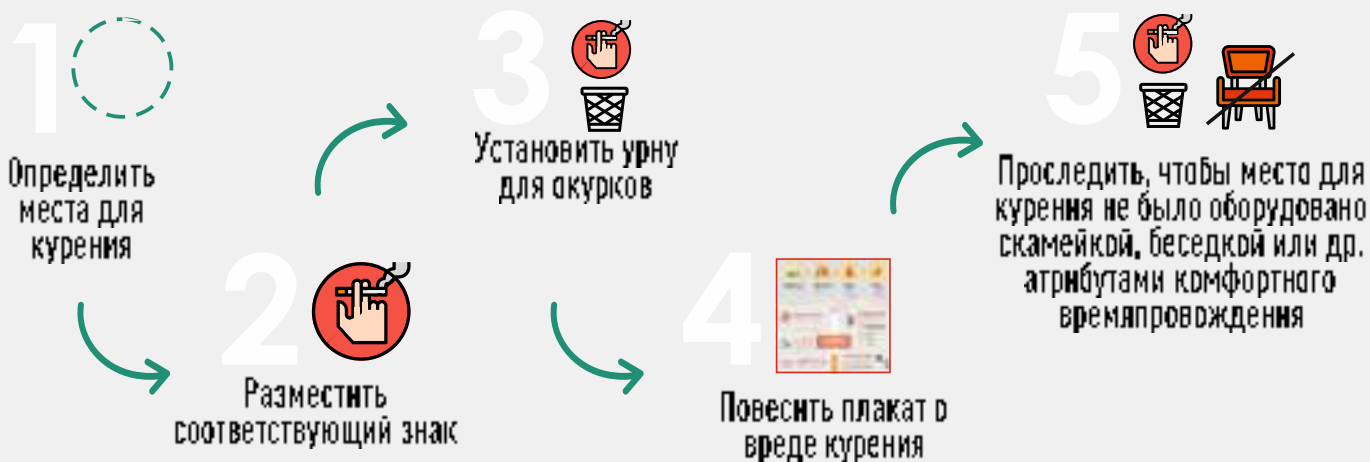 1
Определить
места для
курения
2
Разместить
соответствующий знак
3
Установить урну
для окурков
4
Повесить плакат о
вреде курения
5
Проследить, чтобы место для
курения не было оборудовано
скамейкой, беседкой или др.
атрибутами комфортного
времяпровождения